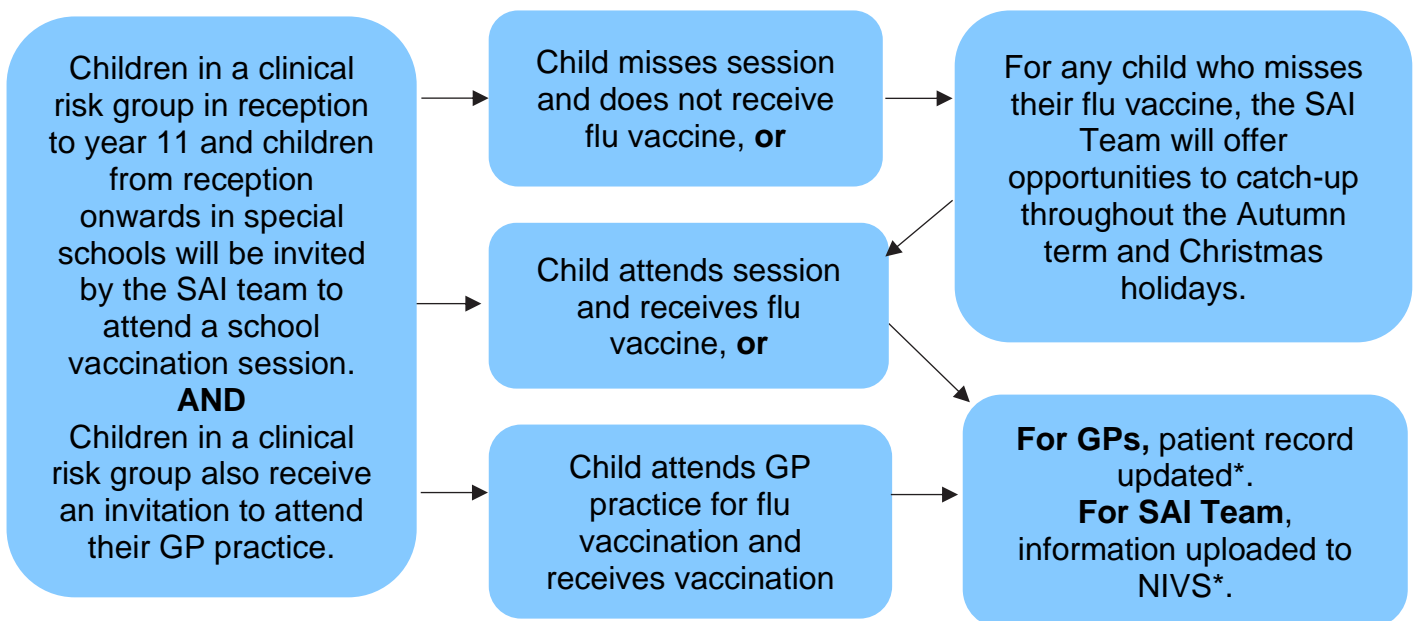 Children in a clinical
risk group in reception
to year 11 and children
from reception
onwards in special
schools will be invited
by the SAI team to
attend a school
vaccination session.
AND
Children in a clinical
risk group also receive
an invitation to attend
their GP practice.
Child misses session
and does not receive
flu vaccine, or
For any child who misses
their flu vaccine, the SAI
Team will offer
opportunities to catch-up
throughout the Autumn
term and Christmas
holidays.
Child attends session
and receives flu
vaccine, or
Child attends GP
practice for flu
vaccination and
receives vaccination
For GPs, patient record
updated*.
For SAI Team,
information uploaded to
NIVS*.